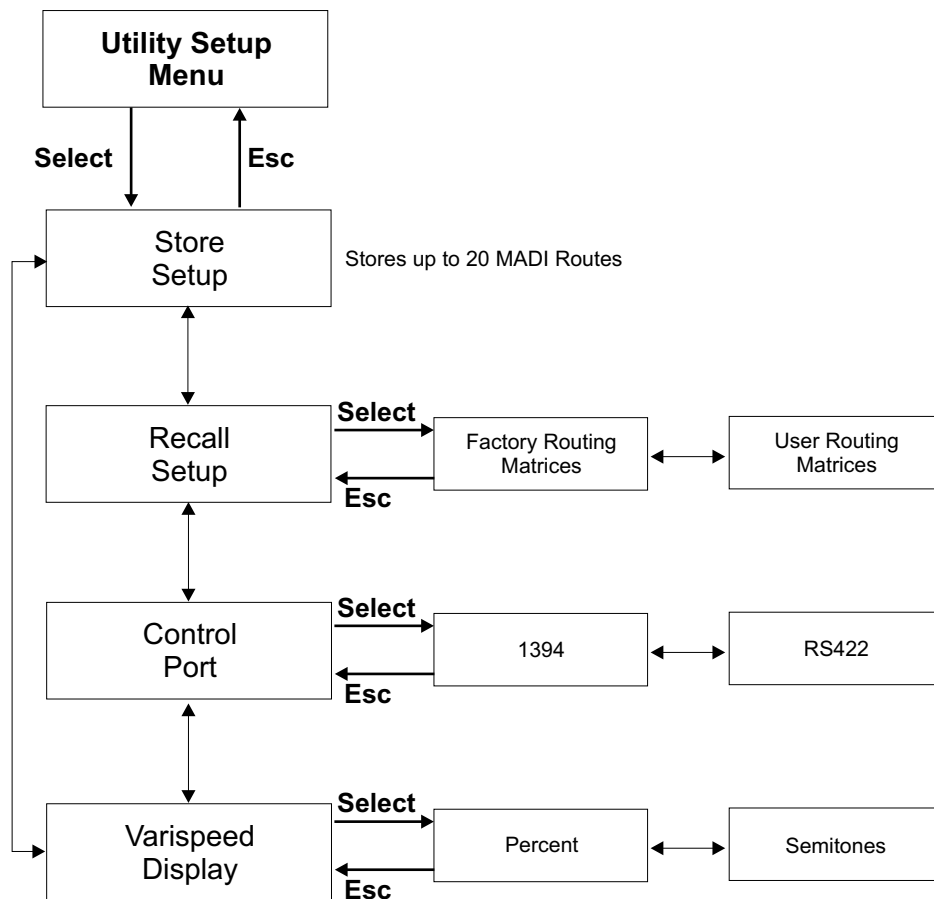 Utility Setup
Menu
Select
Esc
Store
Setup
Stores up to 20 MADI Routes
Recall
Setup
Select
Esc
Factory Routing
Matrices
User Routing
Matrices
Control
Port
Select
Esc
1394
RS422
Varispeed
Display
Select
Esc
Percent
Semitones